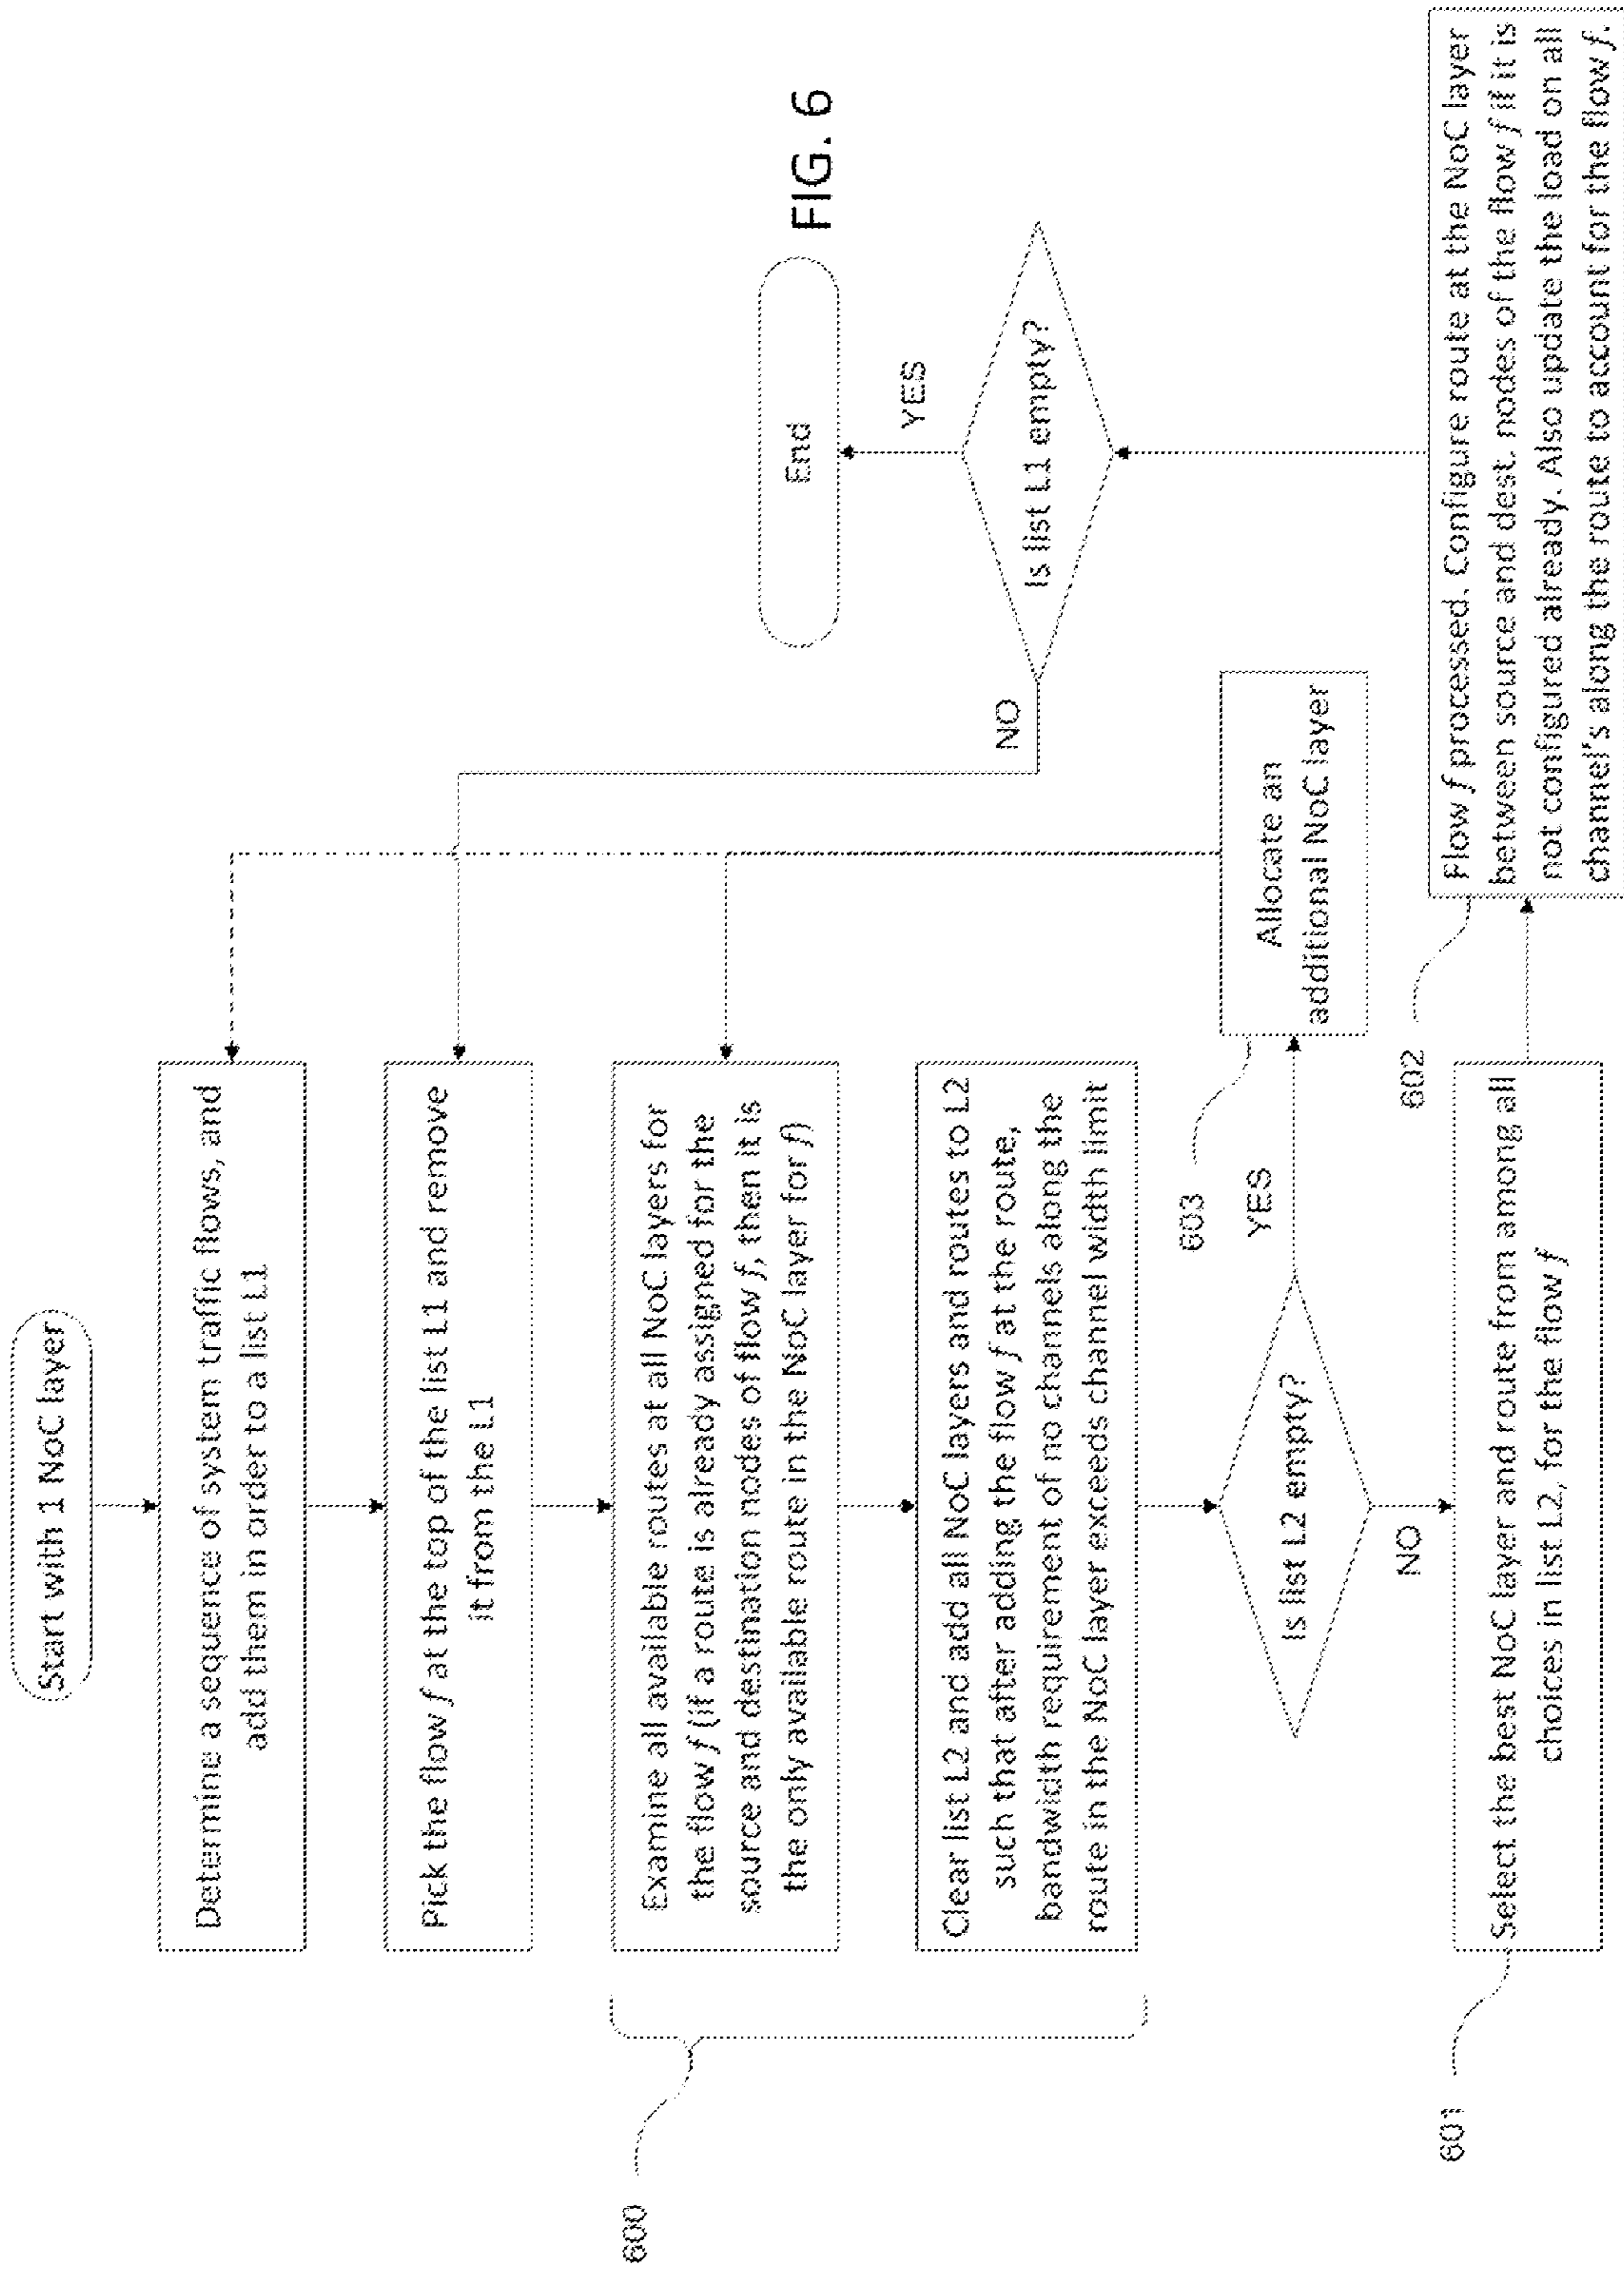 Start with 1 NoC layer
Determine a sequence of system traffic flows, and
add them in order to a list L1
Pick the flow f at the top of the list L1 and remove
it from the L1
Examine all available routes at all NoC layers for
the flow f (if a route is already assigned for the
source and destination nodes of flow f, then it is
the only available route in the NoC layer for f)
600
Clear list L2 and add all NoC layers and routes to L2
such that after adding the flow f at the route,
bandwidth requirement of no channels along the
route in the NoC layer exceeds channel width limit
Is list L2 empty?
YES
603
Allocate an
additional NoC layer
NO
601
Select the best NoC layer and route from among all
choices in list L2, for the flow f
602
Flow f processed. Configure route at the NoC layer
between source and dest. nodes of the flow f if it is
not configured already. Also update the load on all
channel's along the route to account for the flow f.
Is list L1 empty?
NO
YES
End
FIG. 6